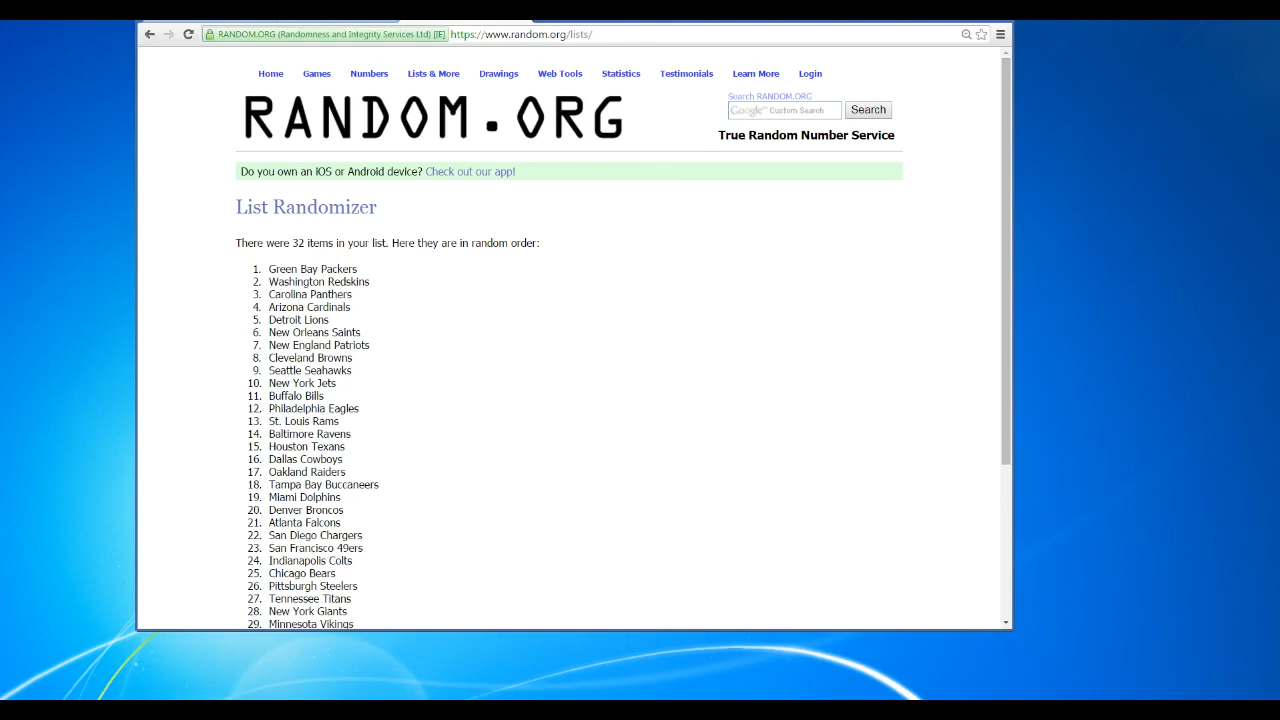 RANDOM.ORG (Randomness and Integrity Services Ltd) [IE] https://www.random.org/lists/
Home Games Numbers Lists & More Drawings Web Tools Statistics Testimonials Learn More Login
RANDOM.ORG
Search RANDOM.ORG
Google™ Custom Search Search
True Random Number Service
Do you own an iOS or Android device? Check out our app!
List Randomizer
There were 32 items in your list. Here they are in random order:
1. Green Bay Packers
2. Washington Redskins
3. Carolina Panthers
4. Arizona Cardinals
5. Detroit Lions
6. New Orleans Saints
7. New England Patriots
8. Cleveland Browns
9. Seattle Seahawks
10. New York Jets
11. Buffalo Bills
12. Philadelphia Eagles
13. St. Louis Rams
14. Baltimore Ravens
15. Houston Texans
16. Dallas Cowboys
17. Oakland Raiders
18. Tampa Bay Buccaneers
19. Miami Dolphins
20. Denver Broncos
21. Atlanta Falcons
22. San Diego Chargers
23. San Francisco 49ers
24. Indianapolis Colts
25. Chicago Bears
26. Pittsburgh Steelers
27. Tennessee Titans
28. New York Giants
29. Minnesota Vikings